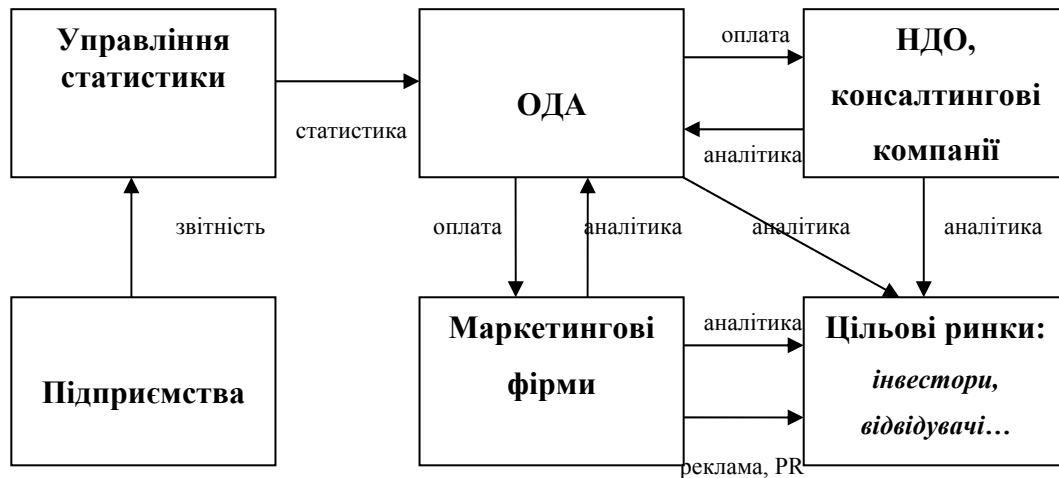 Управління
статистики
статистика
ОДА
оплата
аналітика
НДО,
консалтингові
компанії
звітність
оплата
аналітика
аналітика
аналітика
Підприємства
Маркетингові
фірми
аналітика
реклама, PR
Цільові ринки:
інвестори,
відвідувачі…